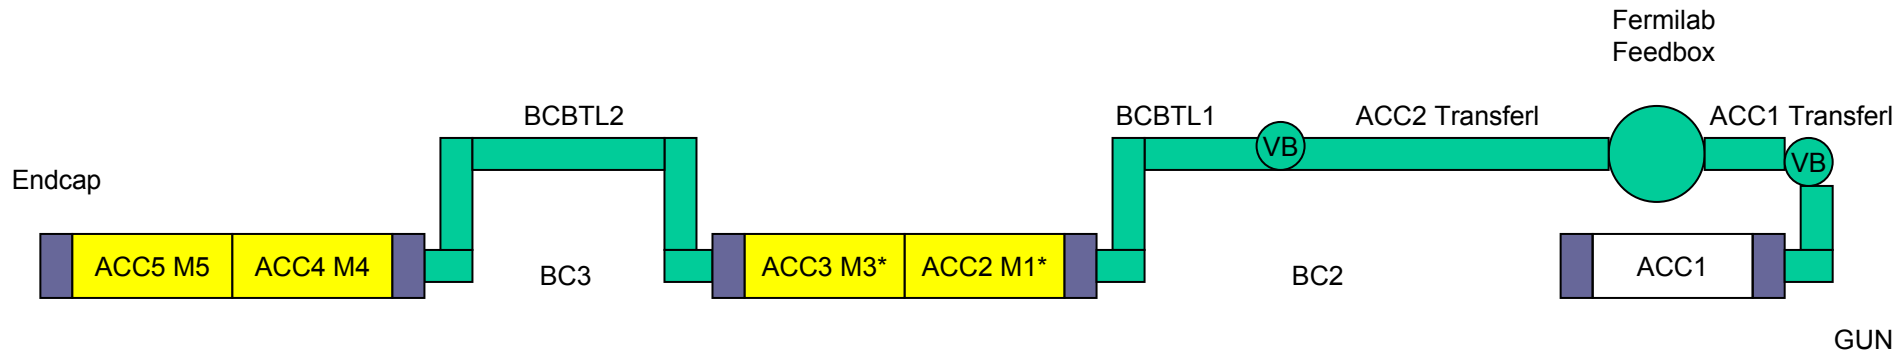 Fermilab
Feedbox
BCBTL2
BCBTL1
ACC2 Transferl
ACC1 Transferl
VB
VB
Endcap
ACC5 M5
ACC4 M4
BC3
ACC3 M3*
ACC2 M1*
BC2
ACC1
GUN